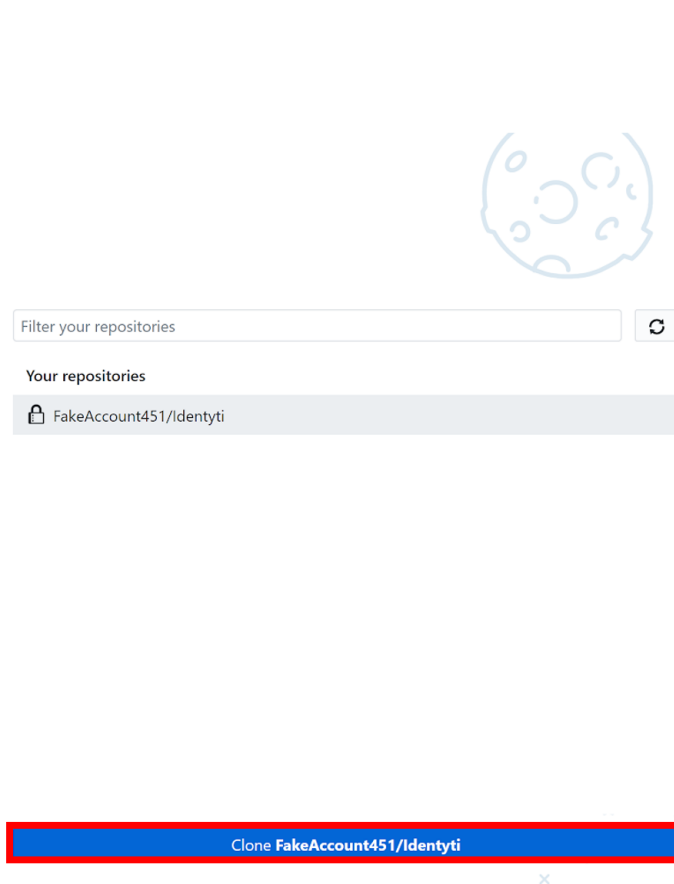 Filter your repositories
Your repositories
FakeAccount451/Identyti
Clone FakeAccount451/Identyti